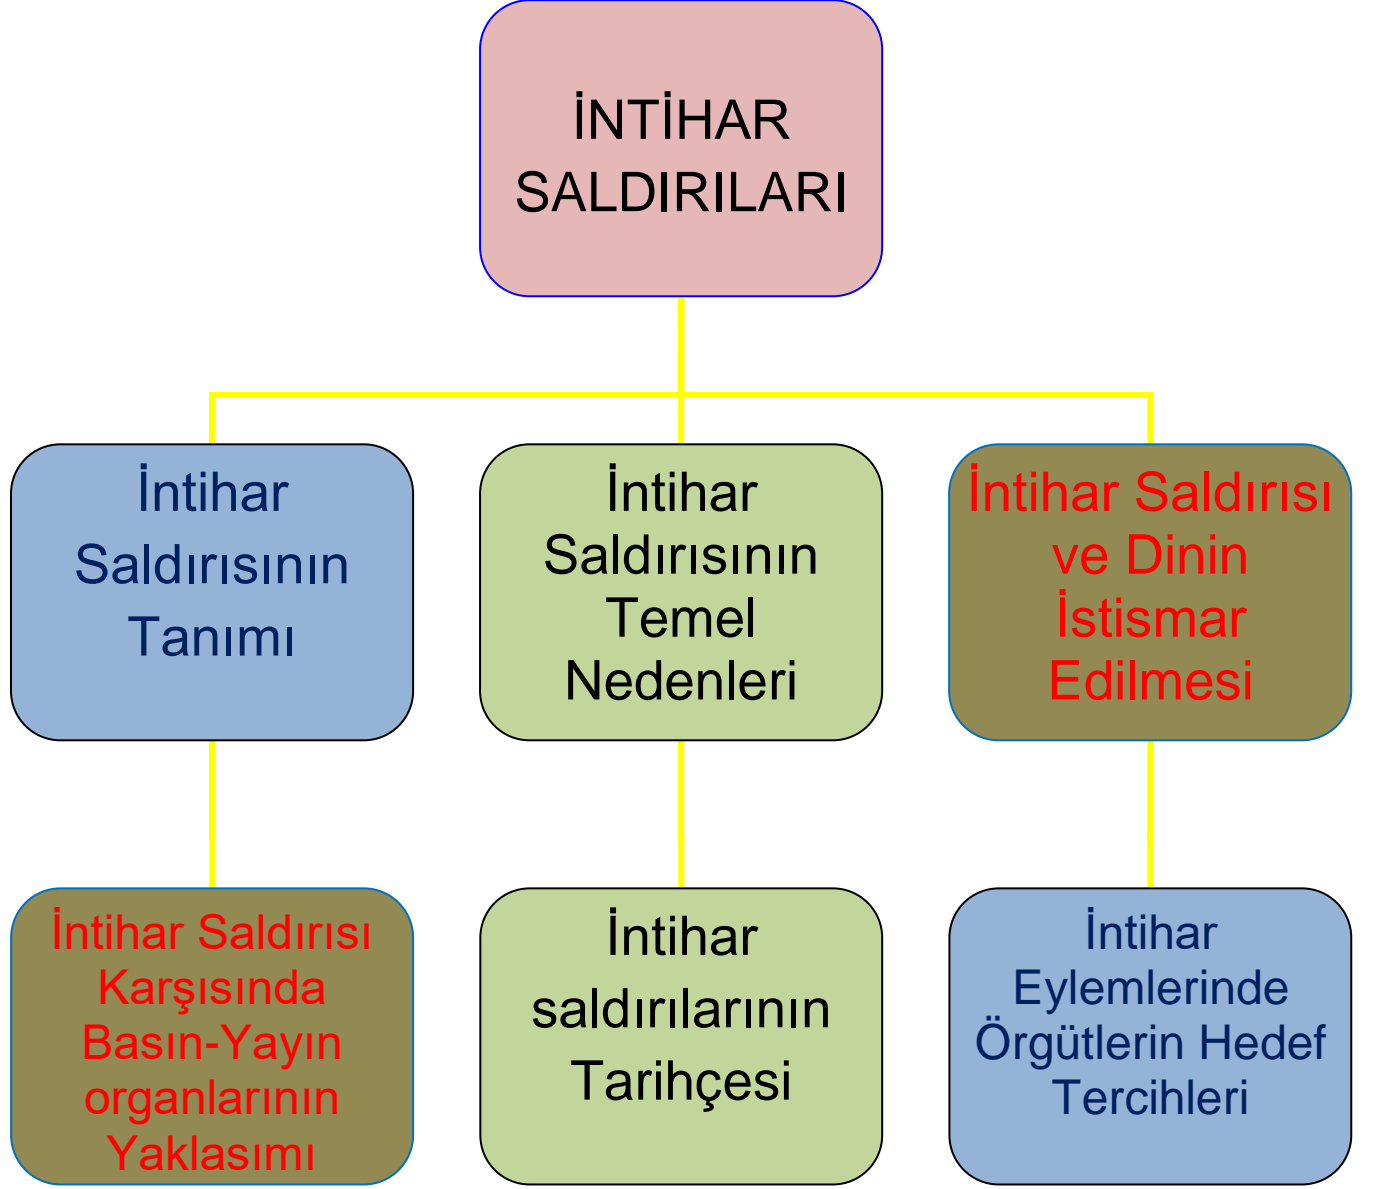 İNTİHAR
SALDIRILARI
İntihar
Saldırısının
Tanımı
İntihar
Saldırısının
Temel
Nedenleri
İntihar Saldırısı
ve Dinin
İstismar
Edilmesi
İntihar Saldırısı
Karşısında
Basın-Yayın
organlarının
Yaklasımı
İntihar
saldırılarının
Tarihçesi
İntihar
Eylemlerinde
Örgütlerin Hedef
Tercihleri